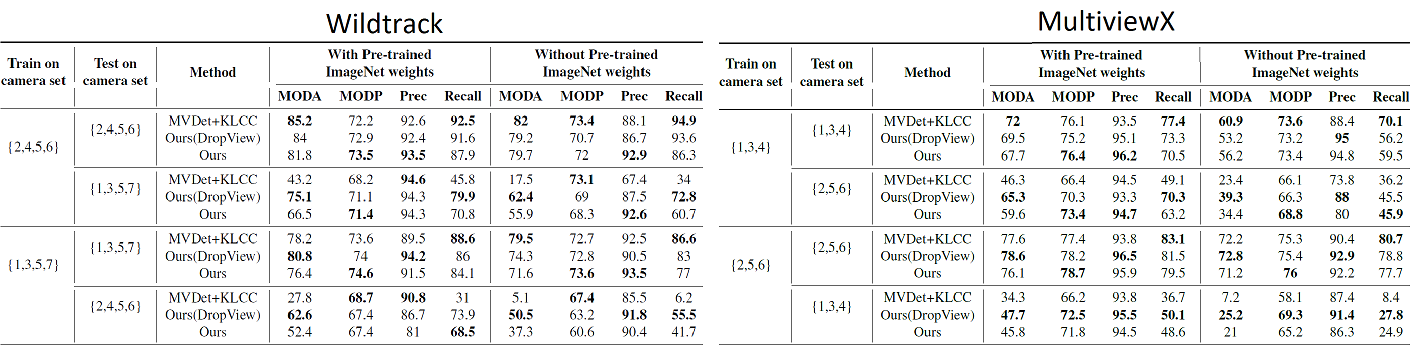 Wildtrack
Train on camera set Test on camera set Method With Pre-trained ImageNet weights Without Pre-trained ImageNet weights
MODA MODP Prec Recall MODA MODP Prec Recall
{2,4,5,6} {2,4,5,6} MVDet+KLCC 85.2 72.2 92.6 92.5 82 73.4 88.1 94.9
Ours(DropView) 84 72.9 92.4 91.6 79.2 70.7 86.7 93.6
Ours 81.8 73.5 93.5 87.9 79.7 72 92.9 86.3
{1,3,5,7} MVDet+KLCC 43.2 68.2 94.6 45.8 17.5 73.1 67.4 34
Ours(DropView) 75.1 71.1 94.3 79.9 62.4 69 87.5 72.8
Ours 66.5 71.4 94.3 70.8 55.9 68.3 92.6 60.7
{1,3,5,7} {1,3,5,7} MVDet+KLCC 78.2 73.6 89.5 88.6 79.5 72.7 92.5 86.6
Ours(DropView) 80.8 74 94.2 86 74.3 72.8 90.5 83
Ours 76.4 74.6 91.5 84.1 71.6 73.6 93.5 77
{2,4,5,6} MVDet+KLCC 27.8 68.7 90.8 31 5.1 67.4 85.5 6.2
Ours(DropView) 62.6 67.4 86.7 73.9 50.5 63.2 91.8 55.5
Ours 52.4 67.4 81 68.5 37.3 60.6 90.4 41.7
MultiviewX
Train on camera set Test on camera set Method With Pre-trained ImageNet weights Without Pre-trained ImageNet weights
MODA MODP Prec Recall MODA MODP Prec Recall
{1,3,4} {1,3,4} MVDet+KLCC 72 76.1 93.5 77.4 60.9 73.6 88.4 70.1
Ours(DropView) 69.5 75.2 95.1 73.3 53.2 73.2 95 56.2
Ours 67.7 76.4 96.2 70.5 56.2 73.4 94.8 59.5
{2,5,6} MVDet+KLCC 46.3 66.4 94.5 49.1 23.4 66.1 73.8 36.2
Ours(DropView) 65.3 70.3 93.3 70.3 39.3 66.3 88 45.5
Ours 59.6 73.4 94.7 63.2 34.4 68.8 80 45.9
{2,5,6} {2,5,6} MVDet+KLCC 77.6 77.4 93.8 83.1 72.2 75.3 90.4 80.7
Ours(DropView) 78.6 78.2 96.5 81.5 72.8 75.4 92.9 78.8
Ours 76.1 78.7 95.9 79.5 71.2 76 92.2 77.7
{1,3,4} MVDet+KLCC 34.3 66.2 93.8 36.7 7.2 58.1 87.4 8.4
Ours(DropView) 47.7 72.5 95.5 50.1 25.2 69.3 91.4 27.8
Ours 45.8 71.8 94.5 48.6 21 65.2 86.3 24.9